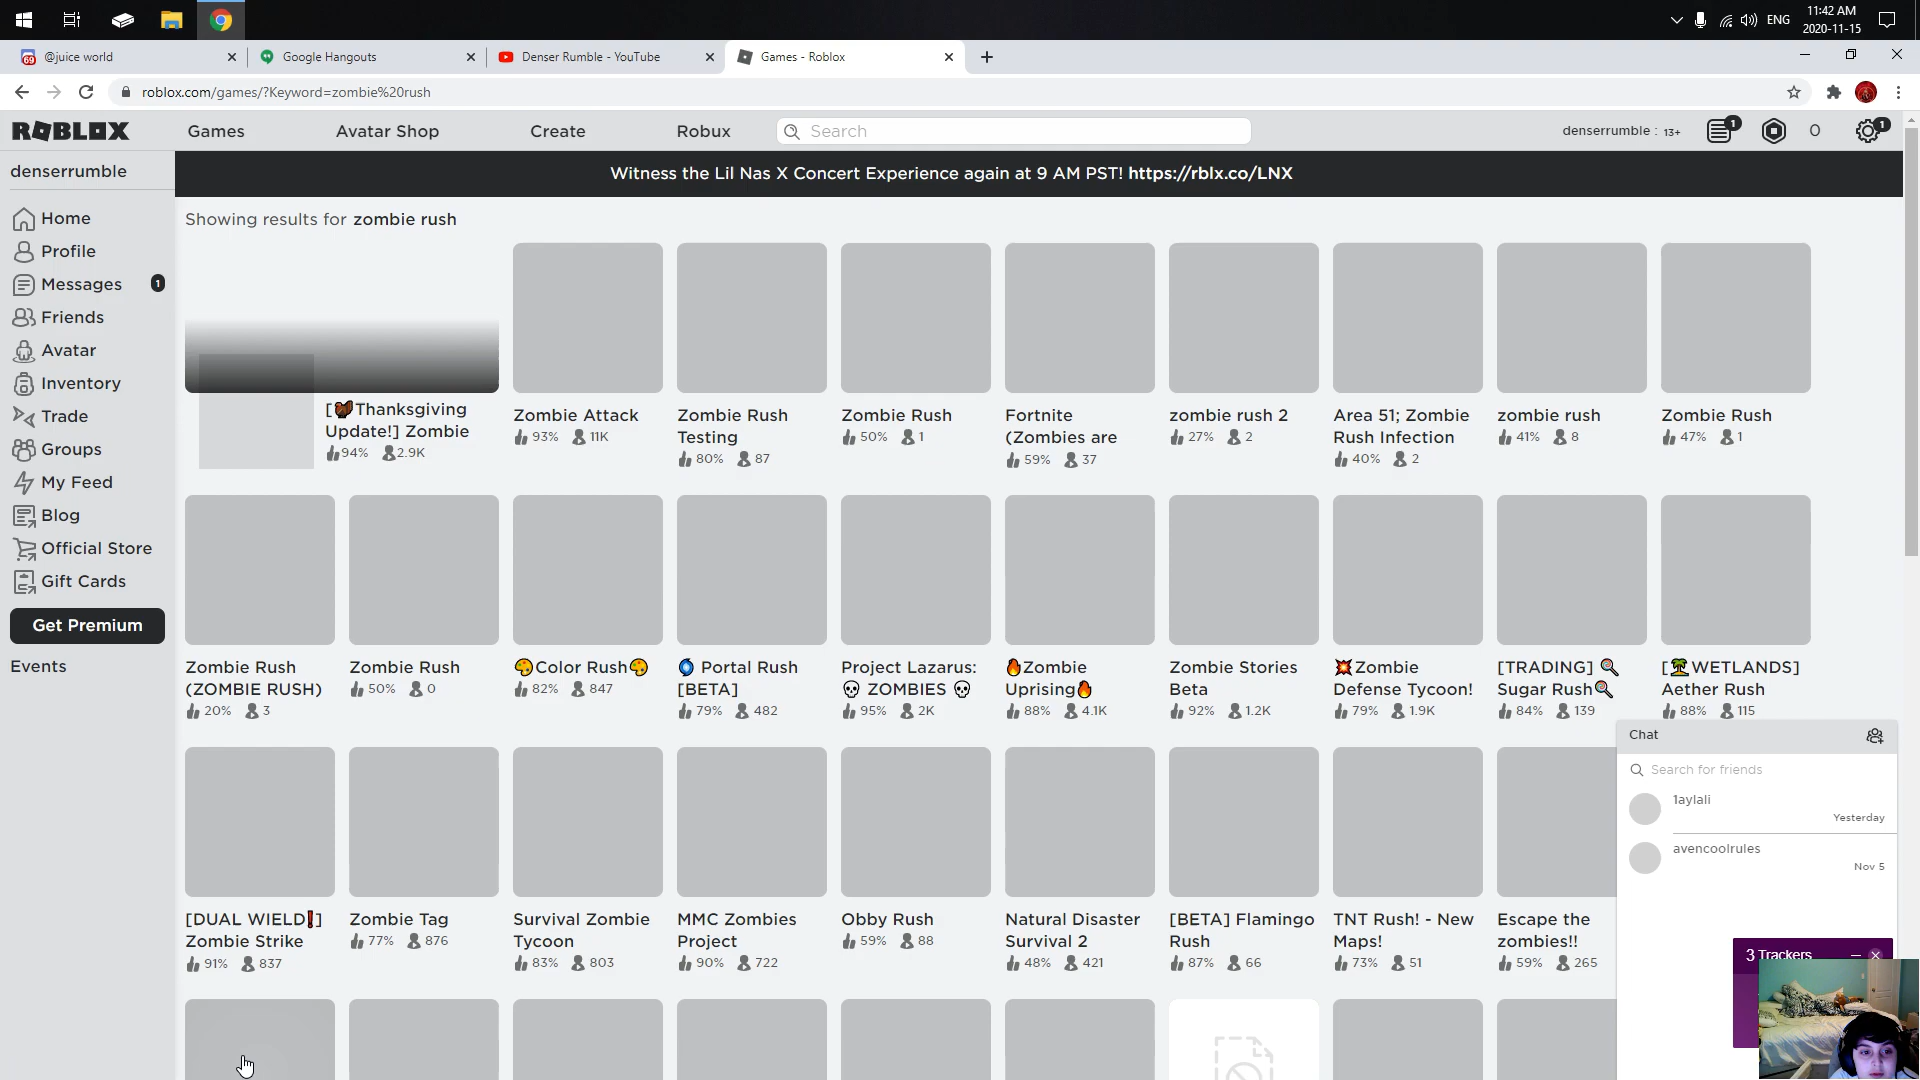 11:42 AM
ENG
2020-11-15
@juice world
Google Hangouts
Denser Rumble - YouTube
Games - Roblox
roblox.com/games/?Keyword=zombie%20rush
ROBLOX
Games
Avatar Shop
Create
Robux
Search
denserrumble : 13+
1
0
1
denserrumble
Witness the Lil Nas X Concert Experience again at 9 AM PST! https://rblx.co/LNX
Home
Profile
Messages 1
Friends
Avatar
Inventory
Trade
Groups
My Feed
Blog
Official Store
Gift Cards
Get Premium
Events
Showing results for zombie rush
[🦃Thanksgiving
Update!] Zombie
94% 2.9K
Zombie Attack
93% 11K
Zombie Rush
Testing
80% 87
Zombie Rush
50% 1
Fortnite
(Zombies are
59% 37
zombie rush 2
27% 2
Area 51; Zombie
Rush Infection
40% 2
zombie rush
41% 8
Zombie Rush
47% 1
Zombie Rush
(ZOMBIE RUSH)
20% 3
Zombie Rush
50% 0
🎨Color Rush🎨
82% 847
🌀 Portal Rush
[BETA]
79% 482
Project Lazarus:
💀 ZOMBIES 💀
95% 2K
🔥Zombie
Uprising🔥
88% 4.1K
Zombie Stories
Beta
92% 1.2K
💥Zombie
Defense Tycoon!
79% 1.9K
[TRADING] 🍭
Sugar Rush🍭
84% 139
[🏝️WETLANDS]
Aether Rush
88% 115
[DUAL WIELD❗]
Zombie Strike
91% 837
Zombie Tag
77% 876
Survival Zombie
Tycoon
83% 803
MMC Zombies
Project
90% 722
Obby Rush
59% 88
Natural Disaster
Survival 2
48% 421
[BETA] Flamingo
Rush
87% 66
TNT Rush! - New
Maps!
73% 51
Escape the
zombies!!
59% 265
Chat
Search for friends
1aylali
Yesterday
avencoolrules
Nov 5
3 Trackers